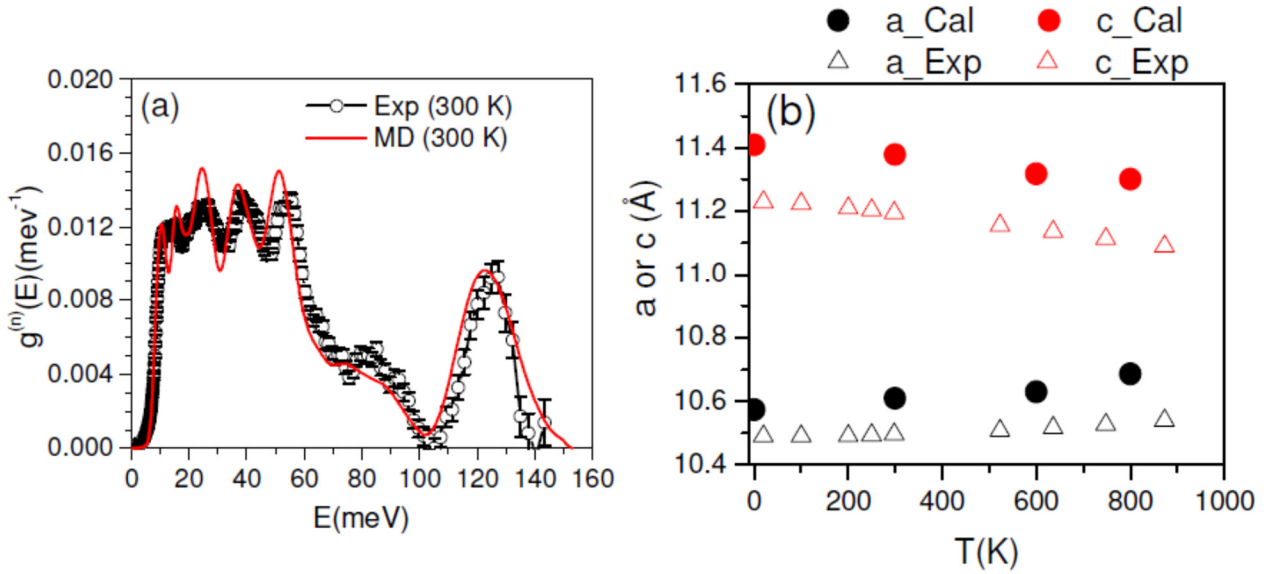 a_Cal c_Cal
a_Exp c_Exp
(a)
Exp (300 K)
MD (300 K)
0.020
0.016
0.012
0.008
0.004
0.000
g(n)(E)(mev-1)
0 20 40 60 80 100 120 140 160
E(meV)
(b)
11.6
11.4
11.2
11.0
10.8
10.6
10.4
a or c (Å)
0 200 400 600 800 1000
T(K)